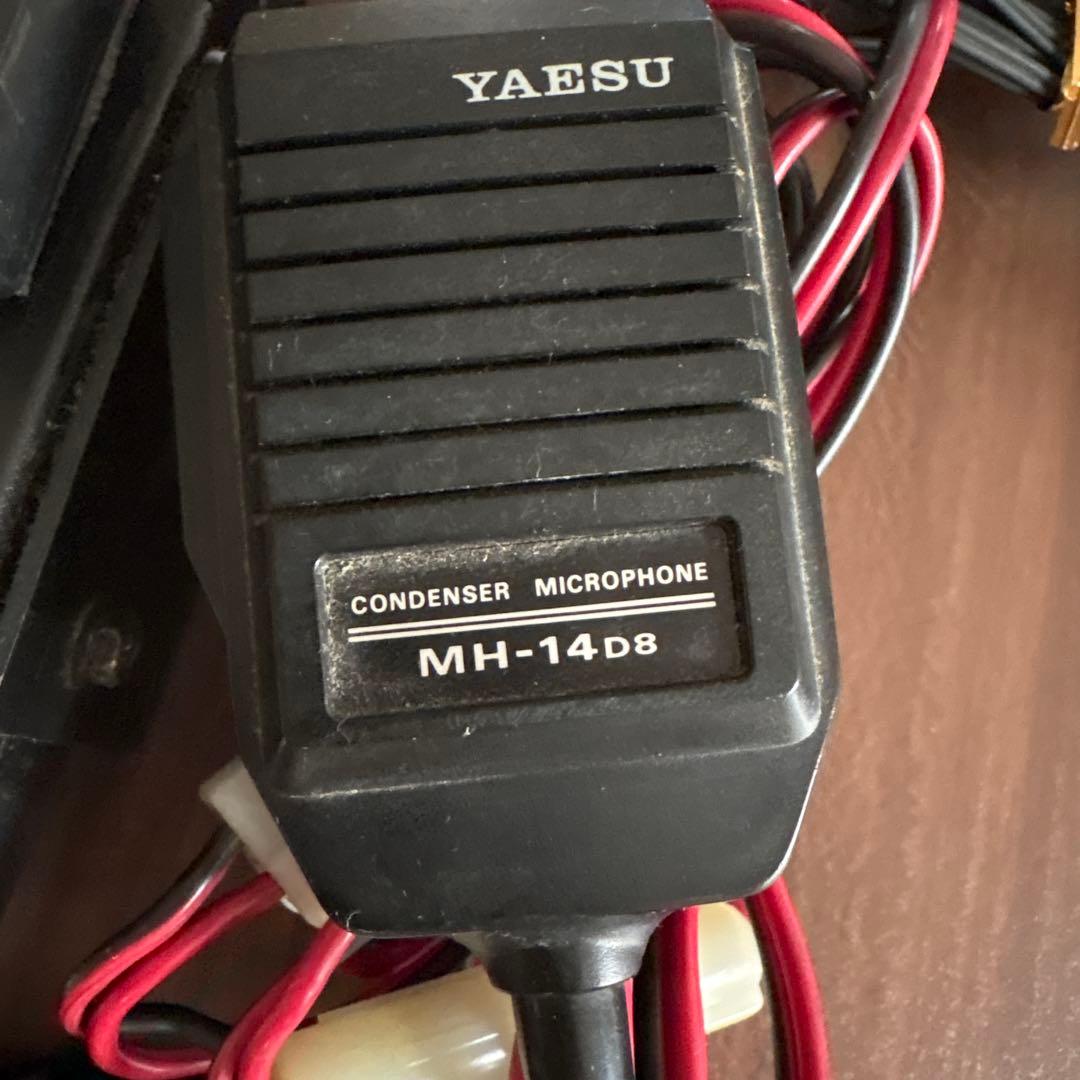 YAESU
CONDENSER MICROPHONE
MH-14D8